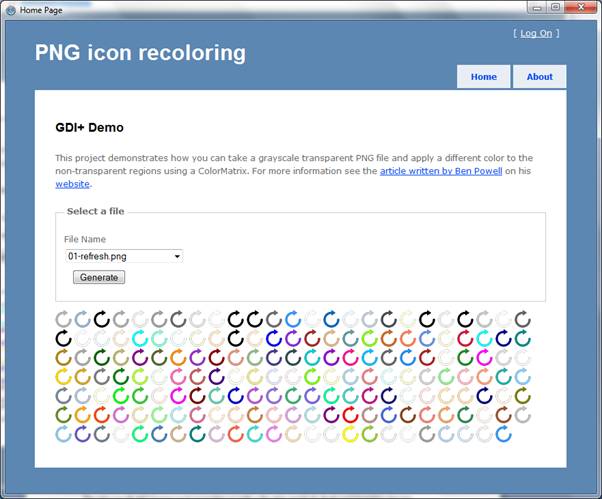 Home Page
[ Log On ]
PNG icon recoloring
Home
About
GDI+ Demo
This project demonstrates how you can take a grayscale transparent PNG file and apply a different color to the
non-transparent regions using a ColorMatrix. For more information see the article written by Ben Powell on his
website.
Select a file
File Name
01-refresh.png
Generate